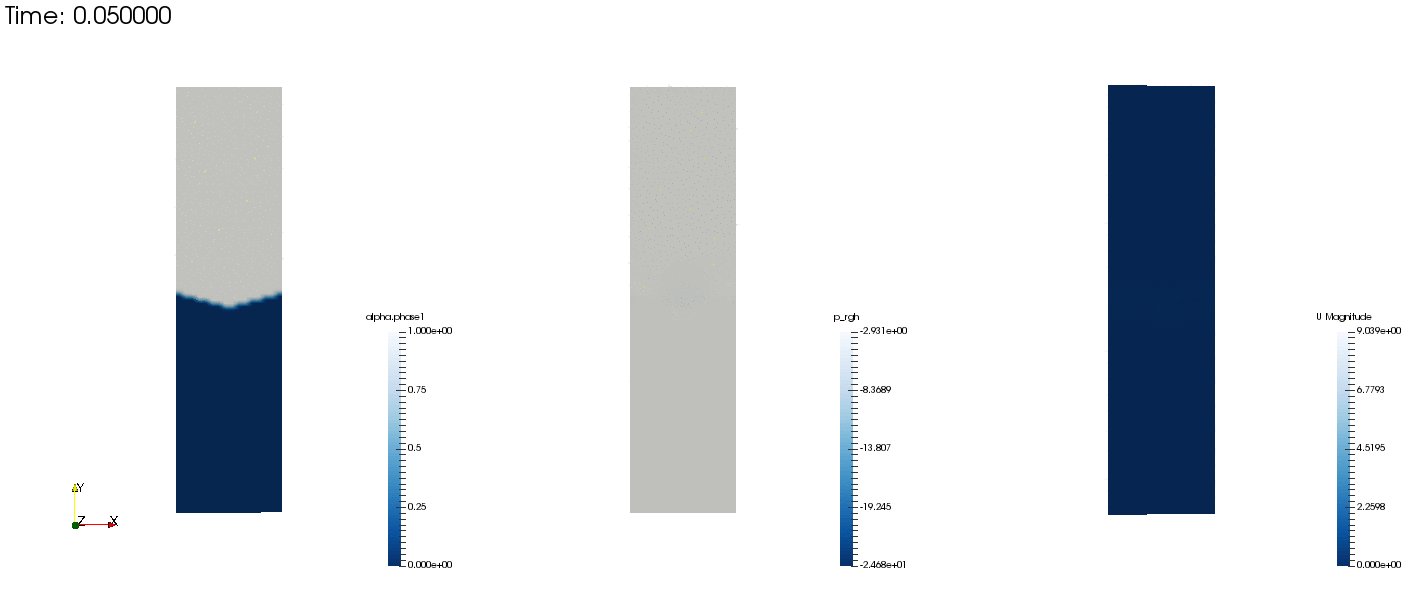 Time: 0.050000
alpha.phase1
1.000e+00
0.75
0.5
0.25
0.000e+00
p_rgh
-2.931e+00
-8.3689
-13.807
-19.245
-2.468e+01
U Magnitude
9.039e+00
6.7793
4.5195
2.2598
0.000e+00
Y
Z
X